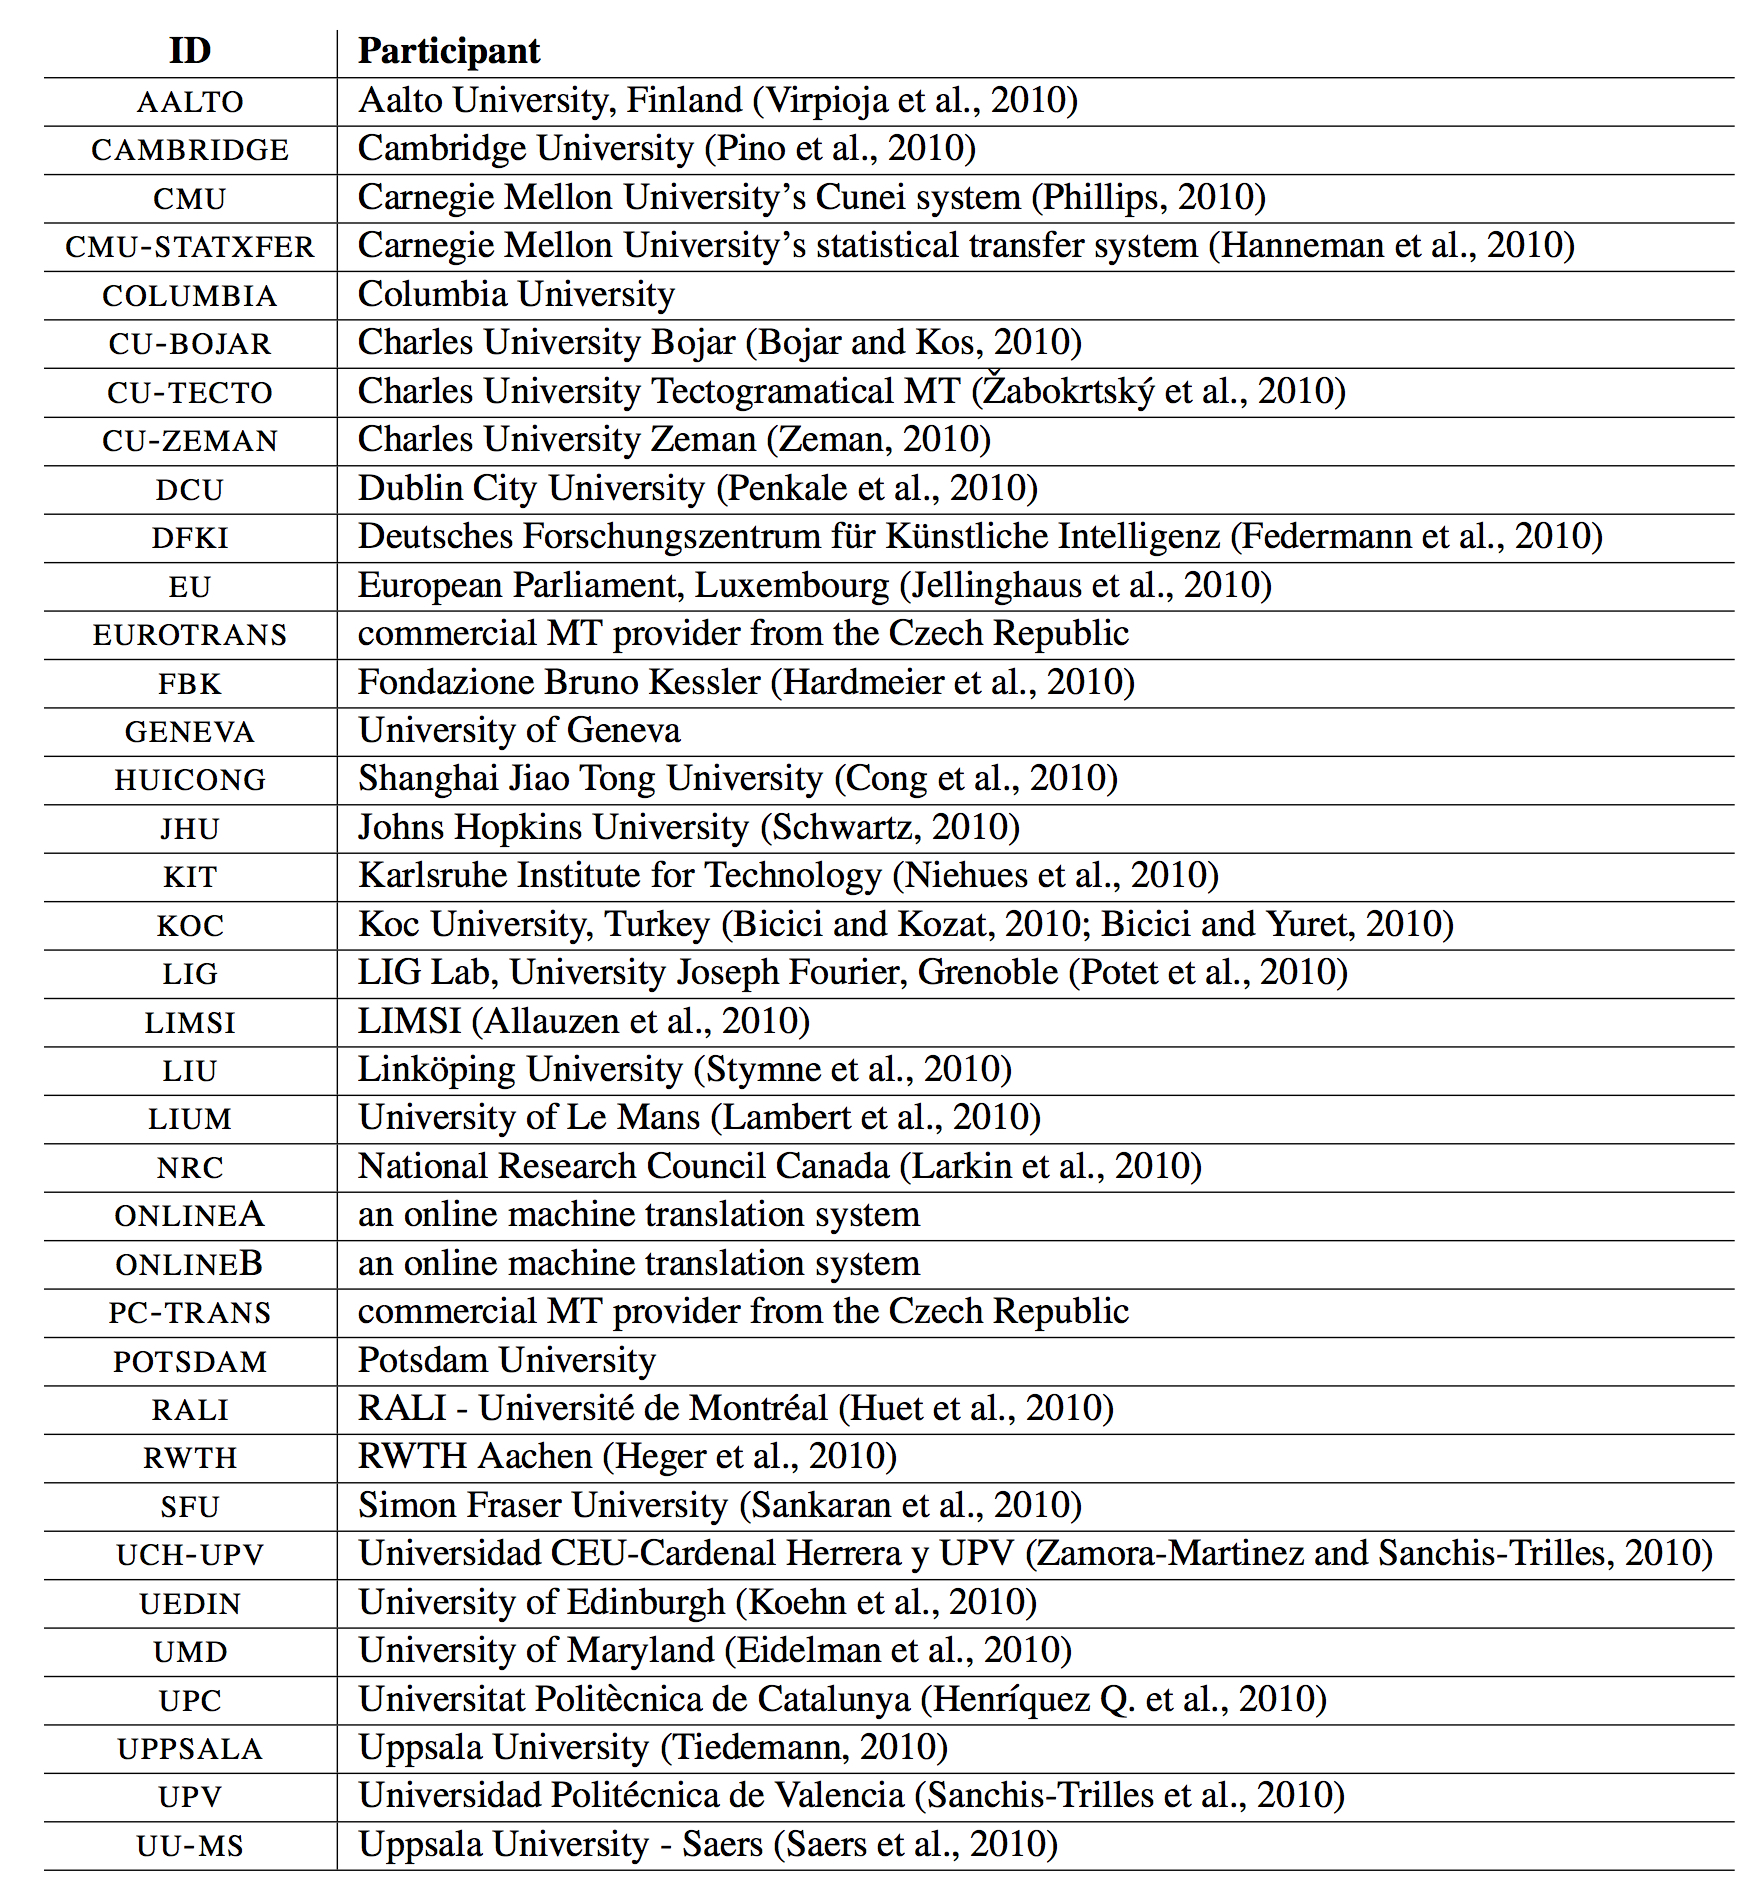 ID Participant
AALTO Aalto University, Finland (Virpioja et al., 2010)
CAMBRIDGE Cambridge University (Pino et al., 2010)
CMU Carnegie Mellon University's Cunei system (Phillips, 2010)
CMU-STATXFER Carnegie Mellon University's statistical transfer system (Hanneman et al., 2010)
COLUMBIA Columbia University
CU-BOJAR Charles University Bojar (Bojar and Kos, 2010)
CU-TECTO Charles University Tectogramatical MT (Žabokrtský et al., 2010)
CU-ZEMAN Charles University Zeman (Zeman, 2010)
DCU Dublin City University (Penkale et al., 2010)
DFKI Deutsches Forschungszentrum für Künstliche Intelligenz (Federmann et al., 2010)
EU European Parliament, Luxembourg (Jellinghaus et al., 2010)
EUROTRANS commercial MT provider from the Czech Republic
FBK Fondazione Bruno Kessler (Hardmeier et al., 2010)
GENEVA University of Geneva
HUICONG Shanghai Jiao Tong University (Cong et al., 2010)
JHU Johns Hopkins University (Schwartz, 2010)
KIT Karlsruhe Institute for Technology (Niehues et al., 2010)
KOC Koc University, Turkey (Bicici and Kozat, 2010; Bicici and Yuret, 2010)
LIG LIG Lab, University Joseph Fourier, Grenoble (Potet et al., 2010)
LIMSI LIMSI (Allauzen et al., 2010)
LIU Linköping University (Stymne et al., 2010)
LIUM University of Le Mans (Lambert et al., 2010)
NRC National Research Council Canada (Larkin et al., 2010)
ONLINEA an online machine translation system
ONLINEB an online machine translation system
PC-TRANS commercial MT provider from the Czech Republic
POTSDAM Potsdam University
RALI RALI - Université de Montréal (Huet et al., 2010)
RWTH RWTH Aachen (Heger et al., 2010)
SFU Simon Fraser University (Sankaran et al., 2010)
UCH-UPV Universidad CEU-Cardenal Herrera y UPV (Zamora-Martinez and Sanchis-Trilles, 2010)
UEDIN University of Edinburgh (Koehn et al., 2010)
UMD University of Maryland (Eidelman et al., 2010)
UPC Universitat Politècnica de Catalunya (Henríquez Q. et al., 2010)
UPPSALA Uppsala University (Tiedemann, 2010)
UPV Universidad Politécnica de Valencia (Sanchis-Trilles et al., 2010)
UU-MS Uppsala University - Saers (Saers et al., 2010)